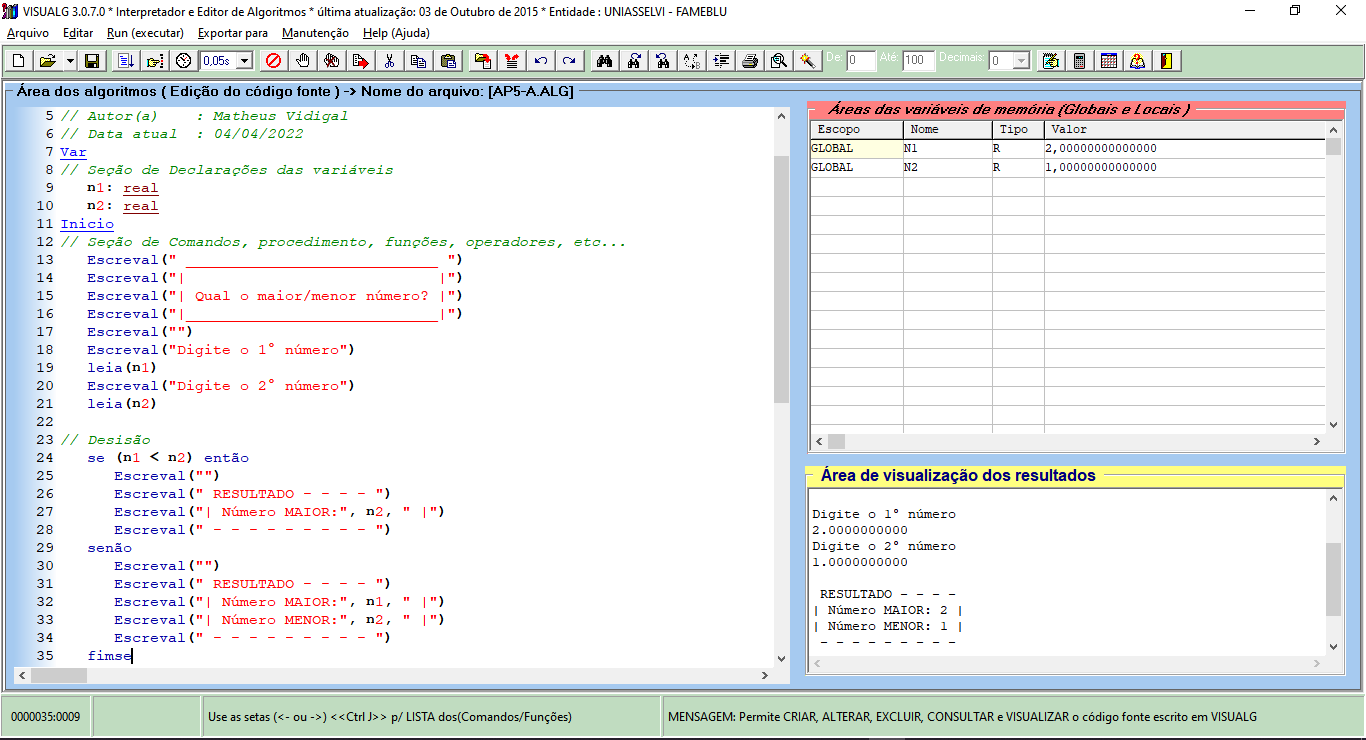 VISUALG 3.0.7.0 * Interpretador e Editor de Algoritmos * última atualização: 03 de Outubro de 2015 * Entidade : UNIASSELVI - FAMEBLU
Arquivo Editar Run (executar) Exportar para Manutenção Help (Ajuda)
0,05s De: 0 Até: 100 Decimais: 0
Área dos algoritmos ( Edição do código fonte ) -> Nome do arquivo: [AP5-A.ALG]
5 // Autor(a)    : Matheus Vidigal
6 // Data atual  : 04/04/2022
7 Var
8 // Seção de Declarações das variáveis
9    n1: real
10    n2: real
11 Inicio
12 // Seção de Comandos, procedimento, funções, operadores, etc...
13    Escreval(" ____________________________ ")
14    Escreval("|                            |")
15    Escreval("| Qual o maior/menor número? |")
16    Escreval("|____________________________|")
17    Escreval("")
18    Escreval("Digite o 1° número")
19    leia(n1)
20    Escreval("Digite o 2° número")
21    leia(n2)
22
23 // Desisão
24    se (n1 < n2) então
25       Escreval("")
26       Escreval(" RESULTADO - - - - ")
27       Escreval("| Número MAIOR:", n2, " |")
28       Escreval(" - - - - - - - - - ")
29    senão
30       Escreval("")
31       Escreval(" RESULTADO - - - - ")
32       Escreval("| Número MAIOR:", n1, " |")
33       Escreval("| Número MENOR:", n2, " |")
34       Escreval(" - - - - - - - - - ")
35    fimse
Áreas das variáveis de memória (Globais e Locais )
Escopo Nome Tipo Valor
GLOBAL N1 R 2,00000000000000
GLOBAL N2 R 1,00000000000000
Área de visualização dos resultados
Digite o 1° número
2.0000000000
Digite o 2° número
1.0000000000
RESULTADO - - - -
| Número MAIOR: 2 |
| Número MENOR: 1 |
- - - - - - - - -
0000035:0009
Use as setas (<- ou ->) <<Ctrl J>> p/ LISTA dos(Comandos/Funções)
MENSAGEM: Permite CRIAR, ALTERAR, EXCLUIR, CONSULTAR e VISUALIZAR o código fonte escrito em VISUALG